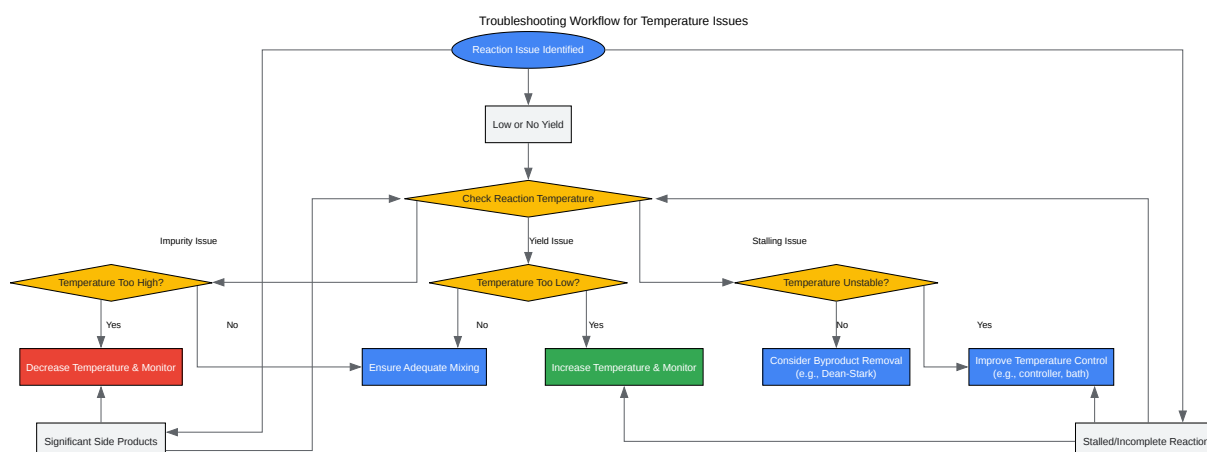 Troubleshooting Workflow for Temperature Issues
Reaction Issue Identified
Low or No Yield
Check Reaction Temperature
Impurity Issue
Yield Issue
Stalling Issue
Temperature Too High?
Temperature Too Low?
Temperature Unstable?
Yes
No
No
Yes
No
Yes
Decrease Temperature & Monitor
Ensure Adequate Mixing
Increase Temperature & Monitor
Consider Byproduct Removal
(e.g., Dean-Stark)
Improve Temperature Control
(e.g., controller, bath)
Significant Side Products
Stalled/Incomplete Reaction